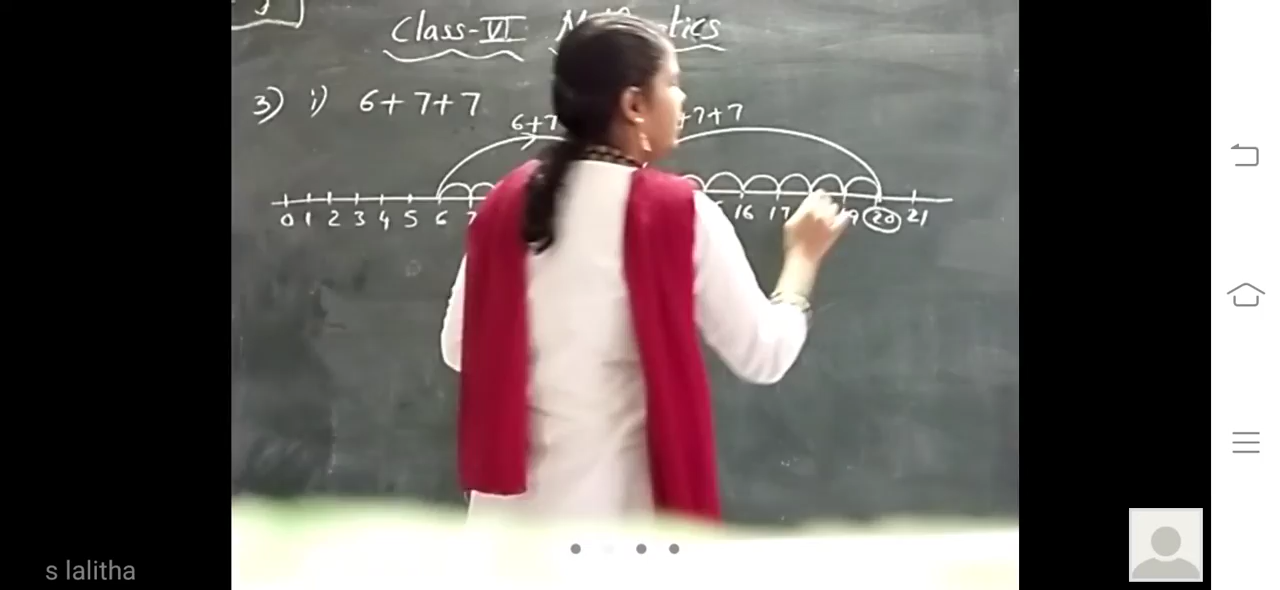 Class-VI
3) i) 6+7+7
6+7 +7+7
0 1 2 3 4 5 6 7 16 17 19 20 21
s lalitha